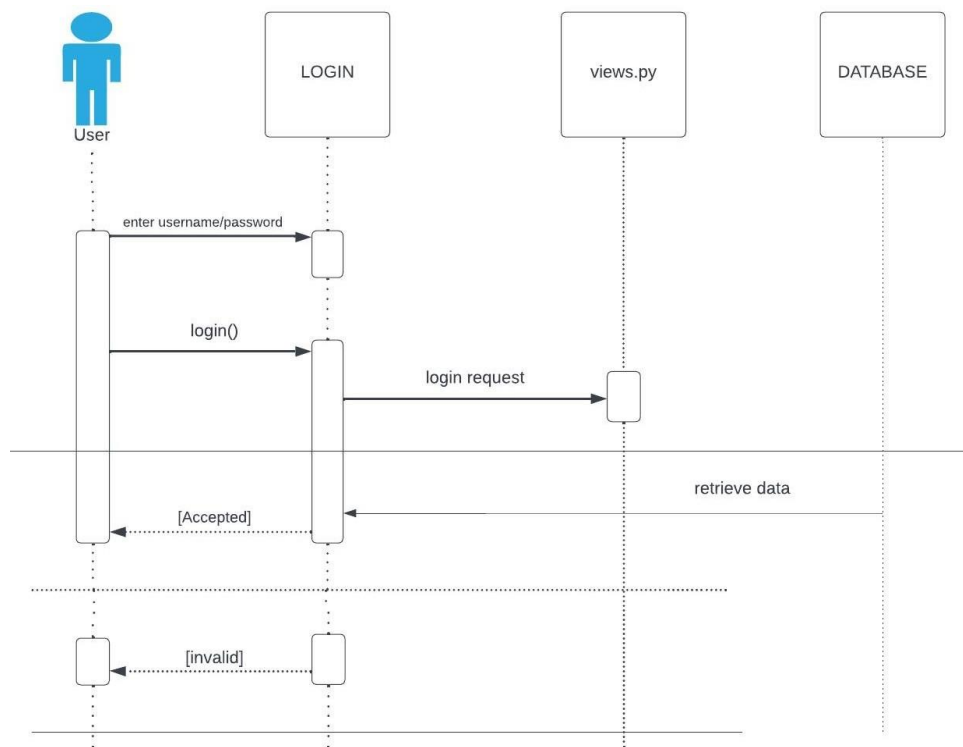 LOGIN
views.py
DATABASE
User
enter username/password
login()
login request
retrieve data
[Accepted]
[invalid]